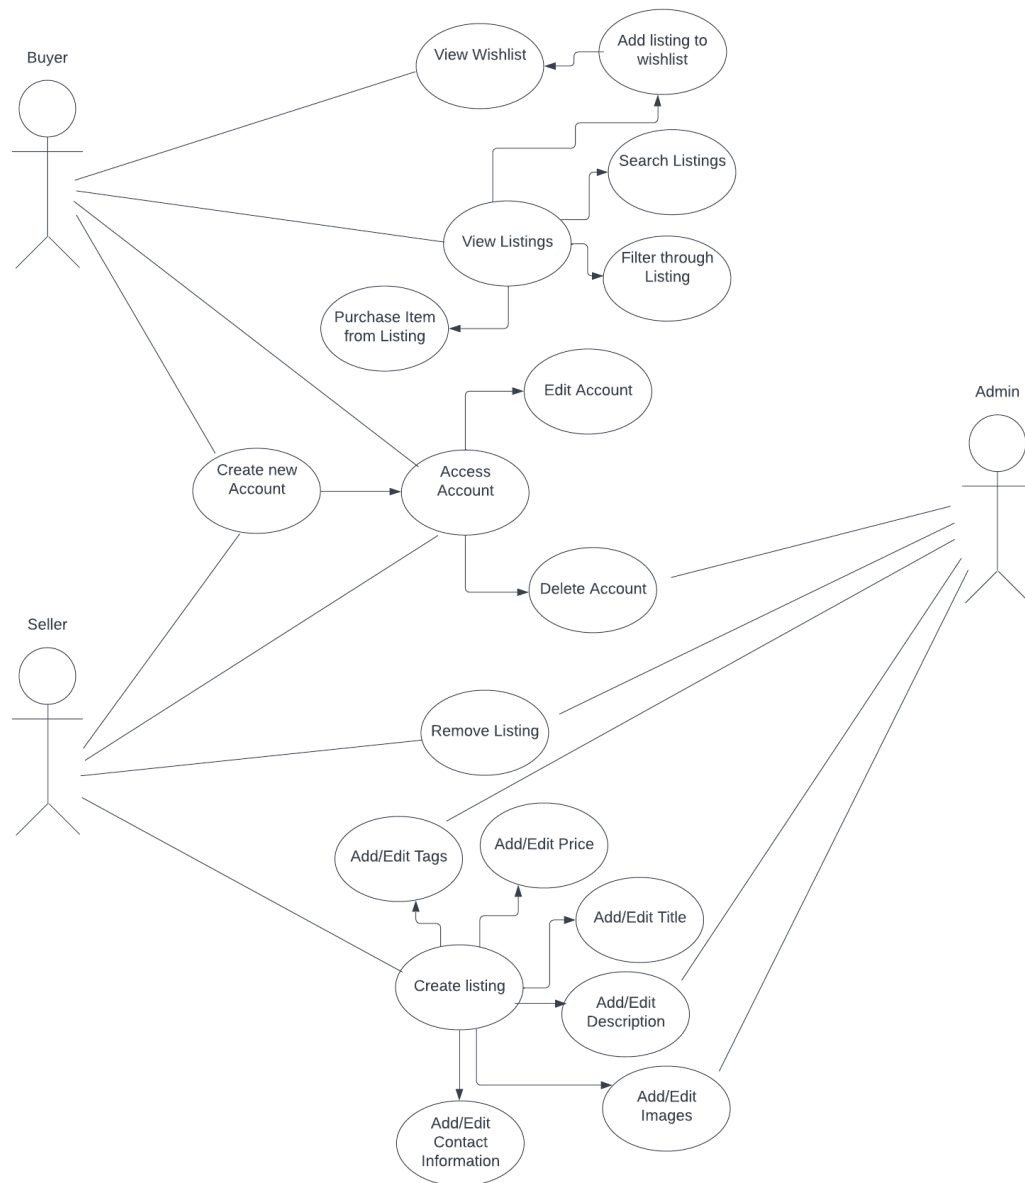 Buyer
View Wishlist
Add listing to
wishlist
Search Listings
View Listings
Filter through
Listing
Purchase Item
from Listing
Edit Account
Admin
Create new
Account
Access
Account
Delete Account
Seller
Remove Listing
Add/Edit Tags
Add/Edit Price
Add/Edit Title
Create listing
Add/Edit
Description
Add/Edit
Images
Add/Edit
Contact
Information